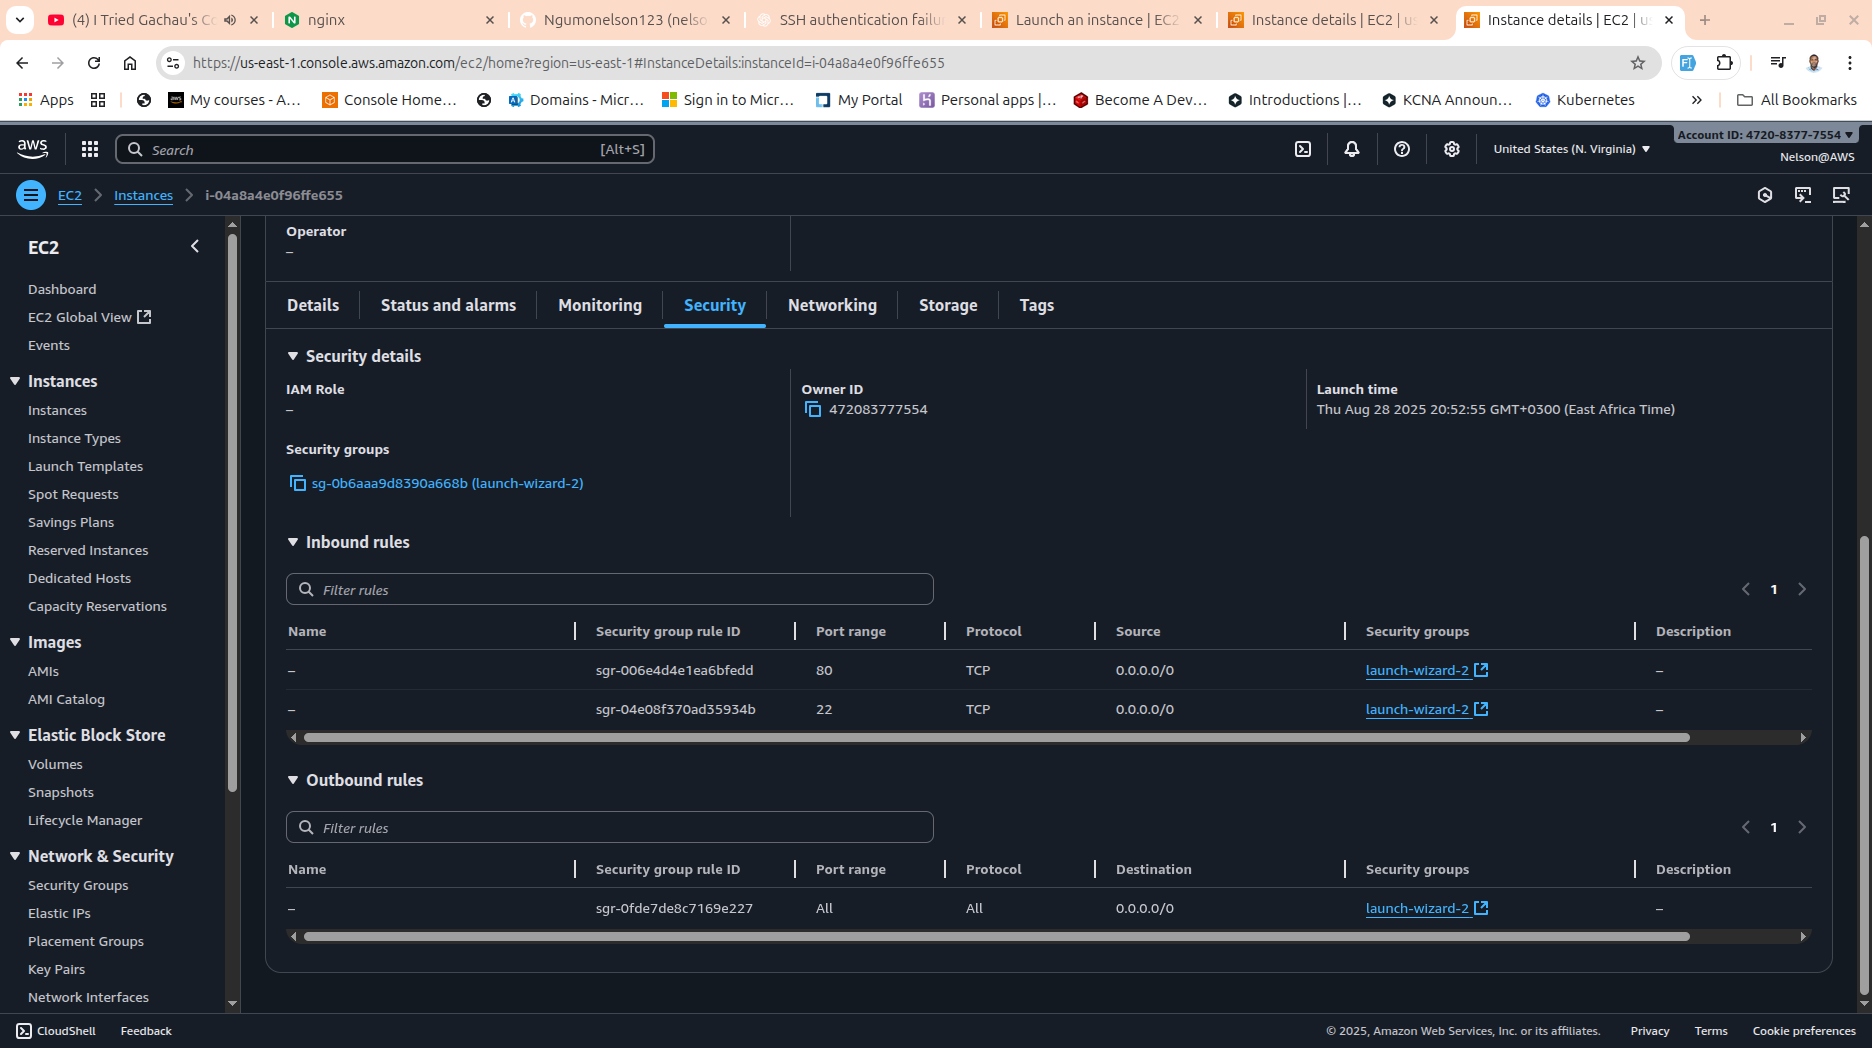 (4) I Tried Gachau's Co
nginx
Ngumonelson123 (nelso
SSH authentication failu
Launch an instance | EC2
Instance details | EC2 | us
Instance details | EC2 | us
https://us-east-1.console.aws.amazon.com/ec2/home?region=us-east-1#InstanceDetails:instanceId=i-04a8a4e0f96ffe655
Apps
My courses - A...
Console Home...
Domains - Micr...
Sign in to Micr...
My Portal
Personal apps |...
Become A Dev...
Introductions |...
KCNA Announ...
Kubernetes
»
All Bookmarks
aws
Search
[Alt+S]
United States (N. Virginia)
Account ID: 4720-8377-7554
Nelson@AWS
EC2
Instances
i-04a8a4e0f96ffe655
EC2
Dashboard
EC2 Global View
Events
Instances
Instances
Instance Types
Launch Templates
Spot Requests
Savings Plans
Reserved Instances
Dedicated Hosts
Capacity Reservations
Images
AMIs
AMI Catalog
Elastic Block Store
Volumes
Snapshots
Lifecycle Manager
Network & Security
Security Groups
Elastic IPs
Placement Groups
Key Pairs
Network Interfaces
Operator
–
Details
Status and alarms
Monitoring
Security
Networking
Storage
Tags
Security details
IAM Role
–
Owner ID
472083777554
Launch time
Thu Aug 28 2025 20:52:55 GMT+0300 (East Africa Time)
Security groups
sg-0b6aaa9d8390a668b (launch-wizard-2)
Inbound rules
Filter rules
1
Name Security group rule ID Port range Protocol Source Security groups Description
– sgr-006e4d4e1ea6bfedd 80 TCP 0.0.0.0/0 launch-wizard-2 –
– sgr-04e08f370ad35934b 22 TCP 0.0.0.0/0 launch-wizard-2 –
Outbound rules
Filter rules
1
Name Security group rule ID Port range Protocol Destination Security groups Description
– sgr-0fde7de8c7169e227 All All 0.0.0.0/0 launch-wizard-2 –
CloudShell
Feedback
© 2025, Amazon Web Services, Inc. or its affiliates.
Privacy
Terms
Cookie preferences